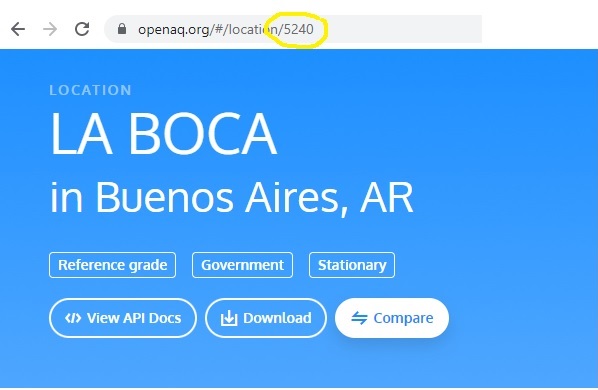 openaq.org/#/location/5240
LOCATION
LA BOCA
in Buenos Aires, AR
Reference grade Government Stationary
View API Docs Download Compare